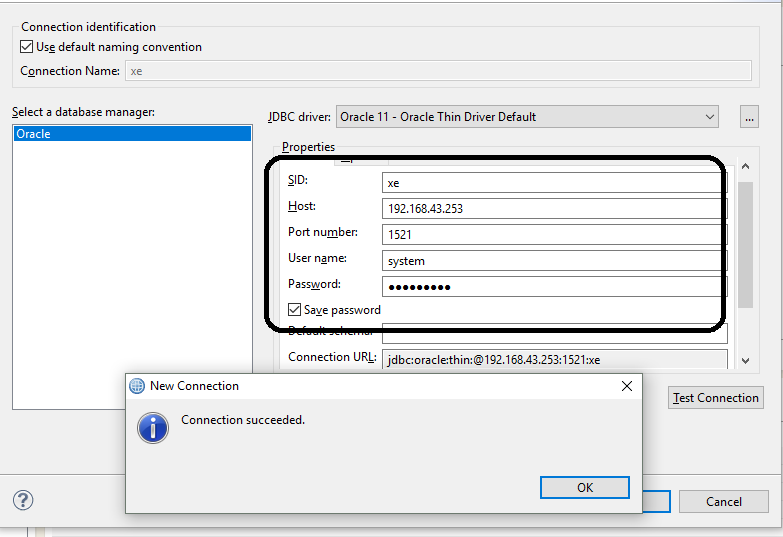 Connection identification
Use default naming convention
Connection Name: xe
Select a database manager:
Oracle
JDBC driver: Oracle 11 - Oracle Thin Driver Default
...
Properties
SID: xe
Host: 192.168.43.253
Port number: 1521
User name: system
Password: ●●●●●●●●●
Save password
Default schema:
Connection URL: jdbc:oracle:thin:@192.168.43.253:1521:xe
Test Connection
New Connection
Connection succeeded.
OK
Cancel